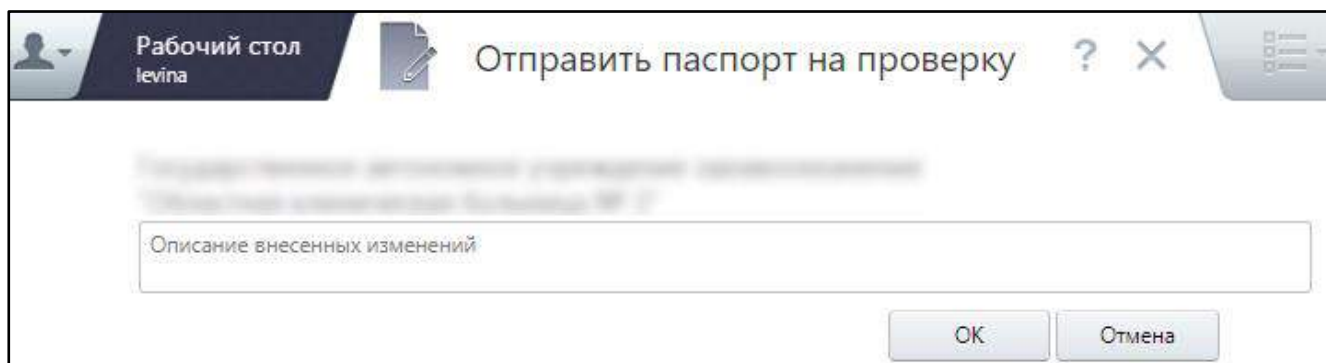 Рабочий стол
levina
Отправить паспорт на проверку
?
Описание внесенных изменений
OK
Отмена